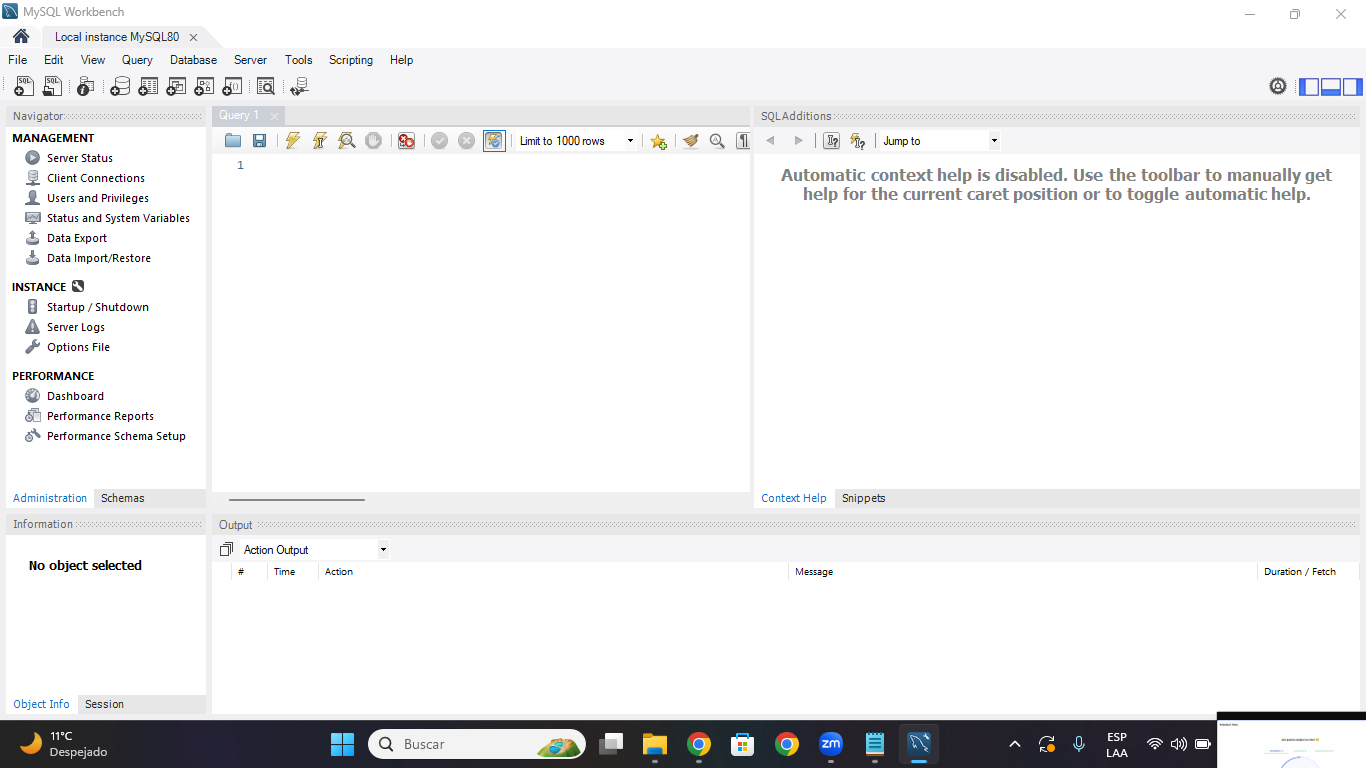 MySQL Workbench
Local instance MySQL80
File Edit View Query Database Server Tools Scripting Help
Navigator
MANAGEMENT
Server Status
Client Connections
Users and Privileges
Status and System Variables
Data Export
Data Import/Restore
INSTANCE
Startup / Shutdown
Server Logs
Options File
PERFORMANCE
Dashboard
Performance Reports
Performance Schema Setup
Administration Schemas
Query 1
Limit to 1000 rows
1
SQLAdditions
Jump to
Automatic context help is disabled. Use the toolbar to manually get
help for the current caret position or to toggle automatic help.
Context Help Snippets
Information
No object selected
Object Info Session
Output
Action Output
# Time Action Message Duration / Fetch
11°C
Despejado
Buscar
zm
ESP
LAA